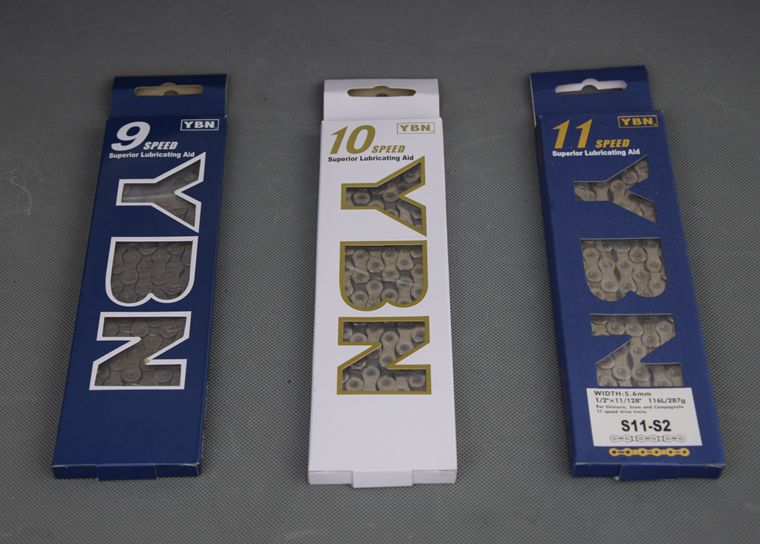 9 SPEED
YBN
Superior Lubricating Aid
YBN
10 SPEED
YBN
Superior Lubricating Aid
YBN
11 SPEED
YBN
Superior Lubricating Aid
YBN
WIDTH:5.6mm
1/2"×11/128" 116L/287g
For Shimano, Sram and Campagnolo
11 speed drive trains
S11-S2